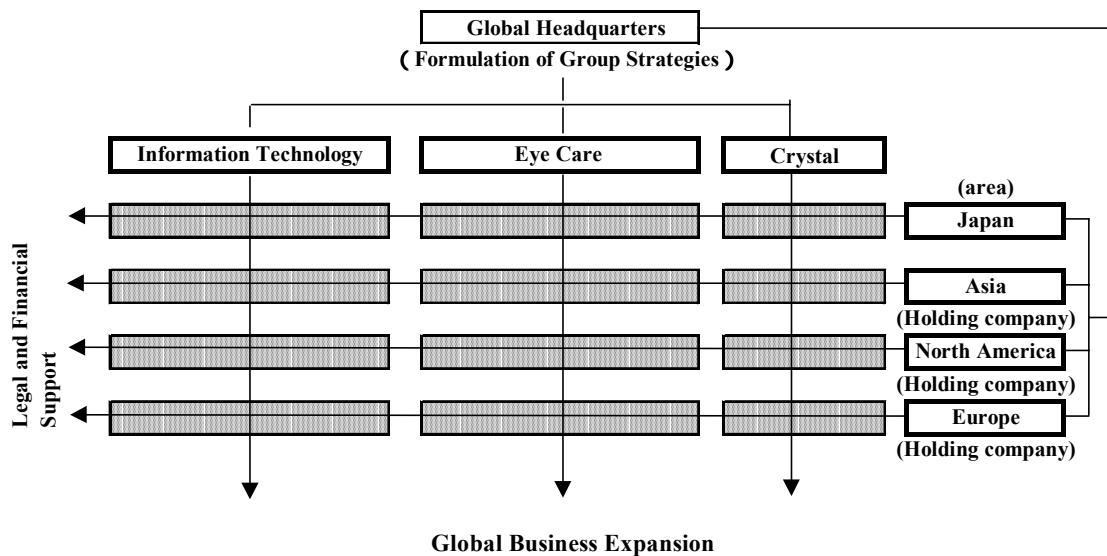 Global Headquarters
( Formulation of Group Strategies )
Information Technology
Eye Care
Crystal
(area)
Japan
Asia
(Holding company)
North America
(Holding company)
Europe
(Holding company)
Legal and Financial
Support
Global Business Expansion